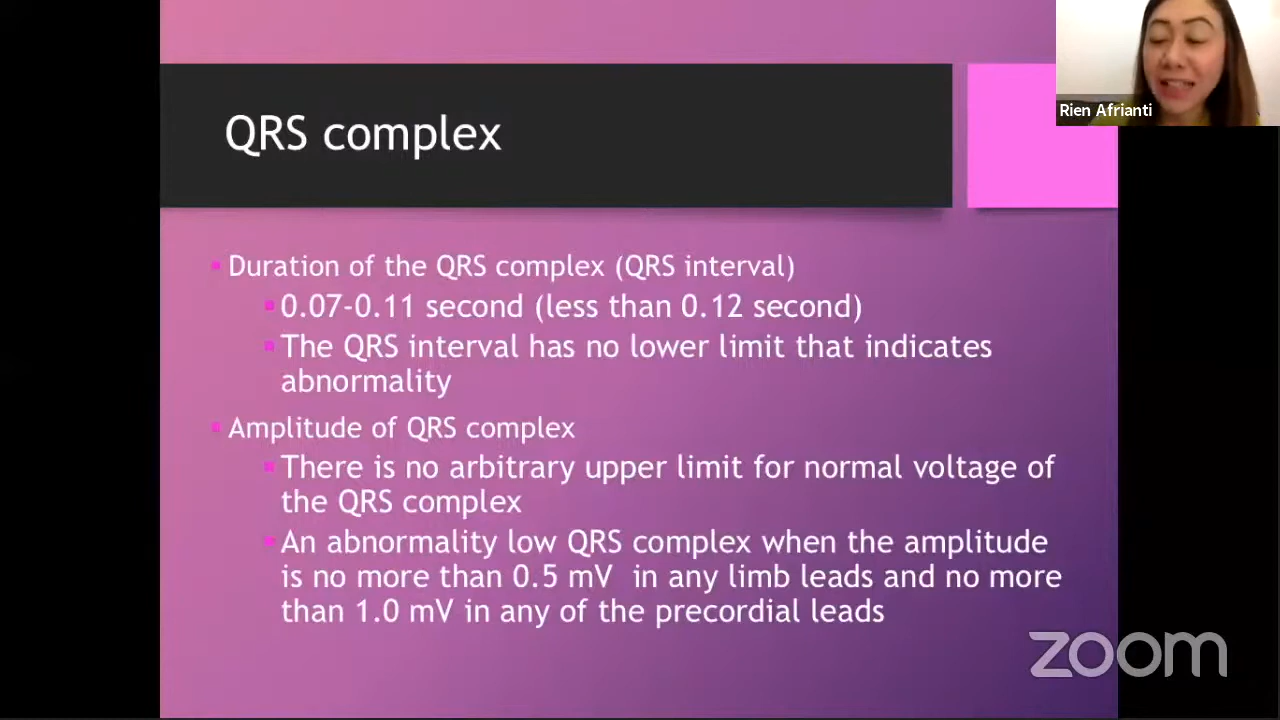 QRS complex
Rien Afrianti
Duration of the QRS complex (QRS interval)
0.07-0.11 second (less than 0.12 second)
The QRS interval has no lower limit that indicates
abnormality
Amplitude of QRS complex
There is no arbitrary upper limit for normal voltage of
the QRS complex
An abnormality low QRS complex when the amplitude
is no more than 0.5 mV in any limb leads and no more
than 1.0 mV in any of the precordial leads
zoom